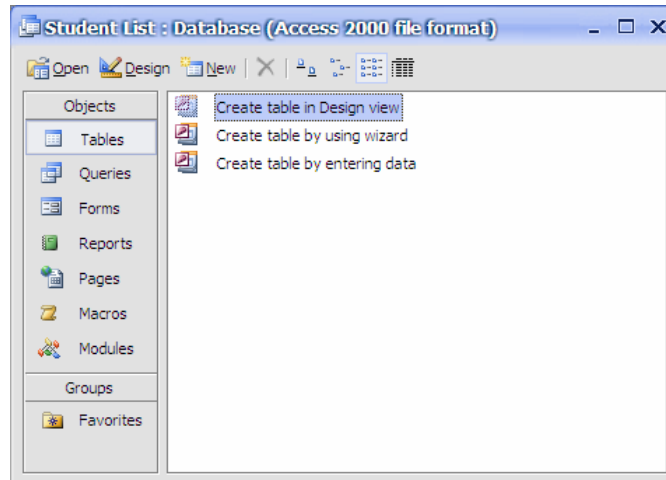 Student List : Database (Access 2000 file format)
Open Design New
Objects
Tables
Queries
Forms
Reports
Pages
Macros
Modules
Groups
Favorites
Create table in Design view
Create table by using wizard
Create table by entering data